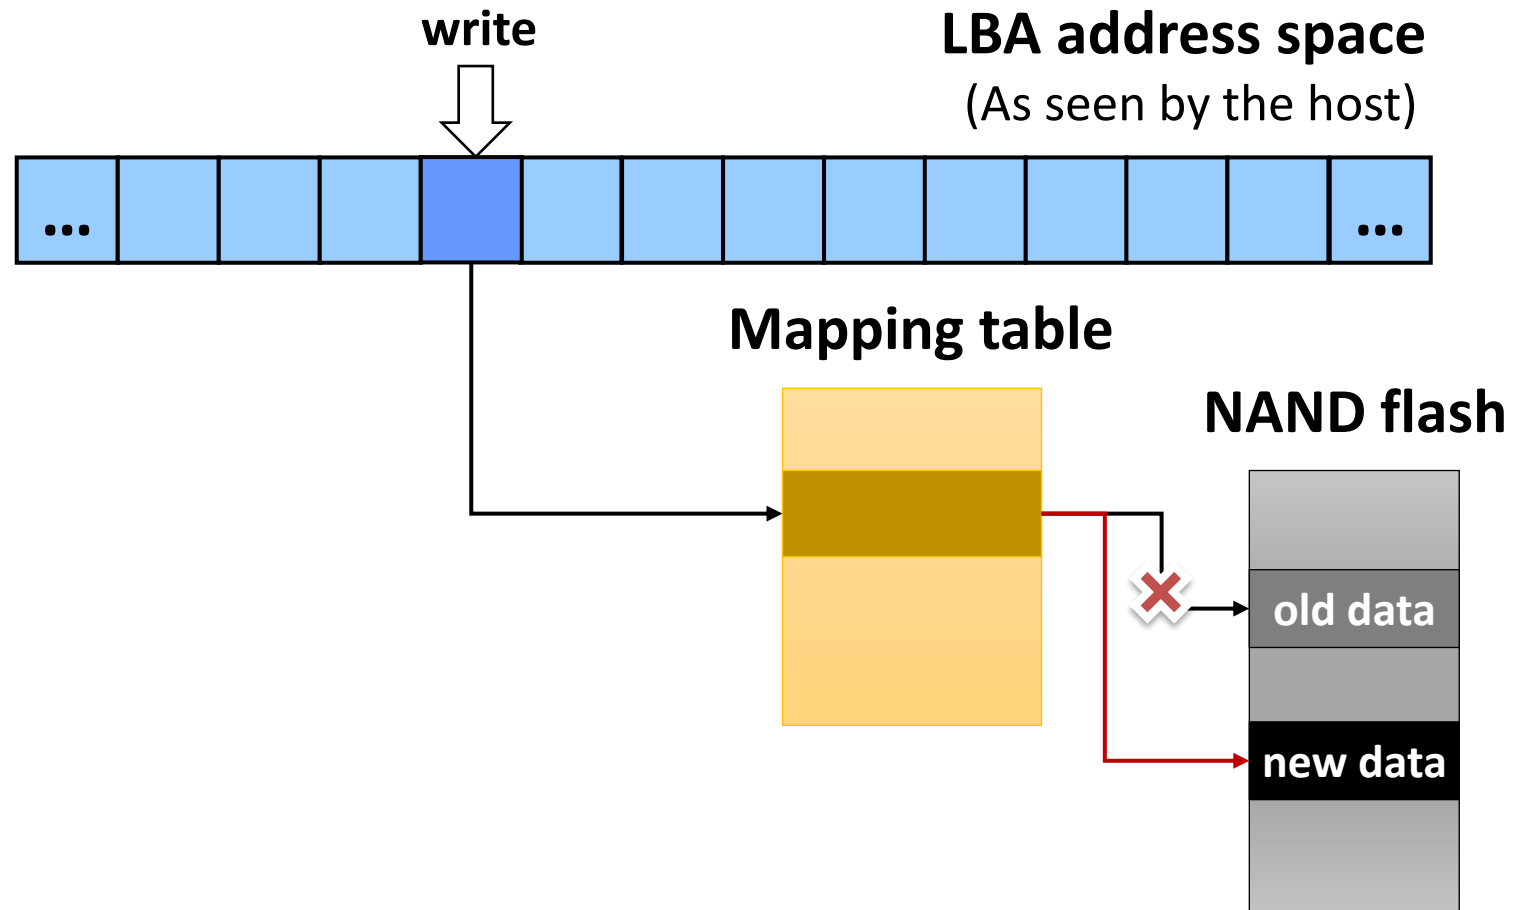 write
LBA address space
(As seen by the host)
...
...
Mapping table
NAND flash
old data
new data